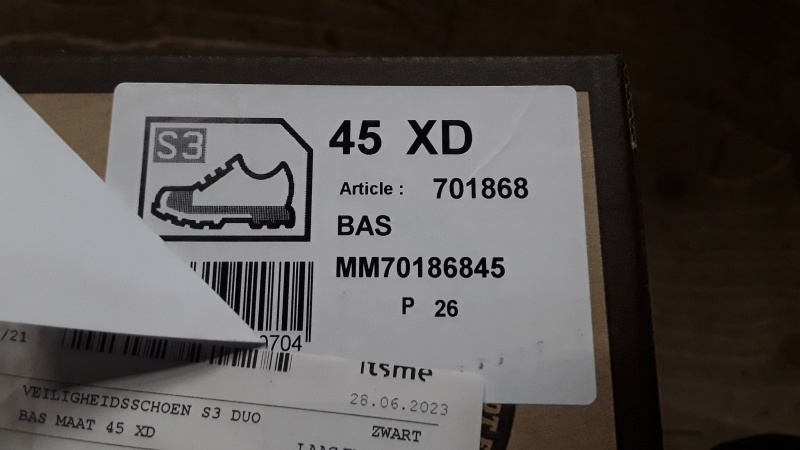 S3
45 XD
Article : 701868
BAS
MM70186845
P 26
0704
/21
itsme
28.06.2023
VEILIGHEIDSSCHOEN S3 DUO
ZWART
BAS MAAT 45 XD